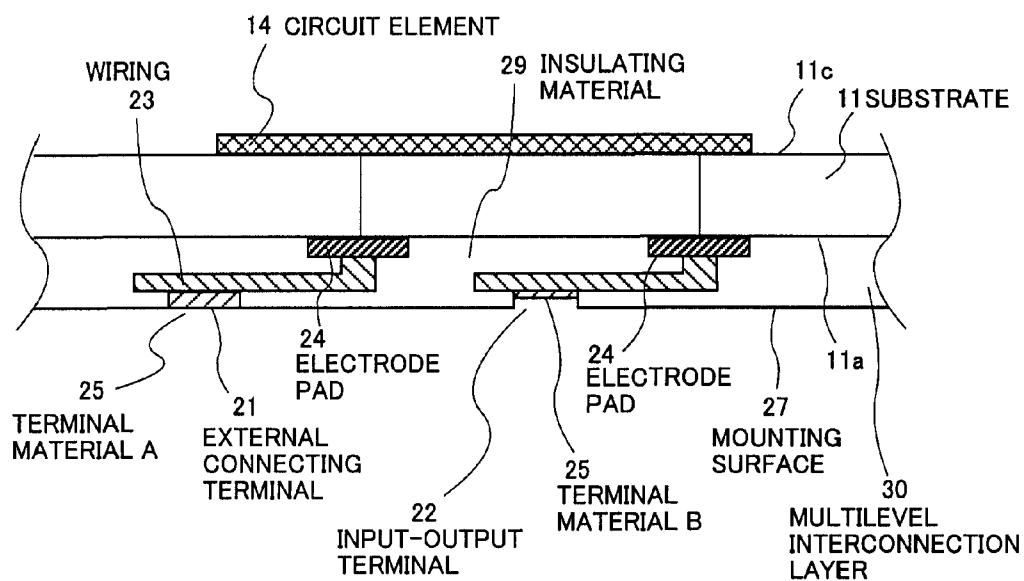 14 CIRCUIT ELEMENT
WIRING
23
29 INSULATING
MATERIAL
11c
11 SUBSTRATE
24
ELECTRODE
PAD
24
ELECTRODE
PAD
11a
25
TERMINAL
MATERIAL A
21
EXTERNAL
CONNECTING
TERMINAL
22
INPUT-OUTPUT
TERMINAL
25
TERMINAL
MATERIAL B
27
MOUNTING
SURFACE
30
MULTILEVEL
INTERCONNECTION
LAYER